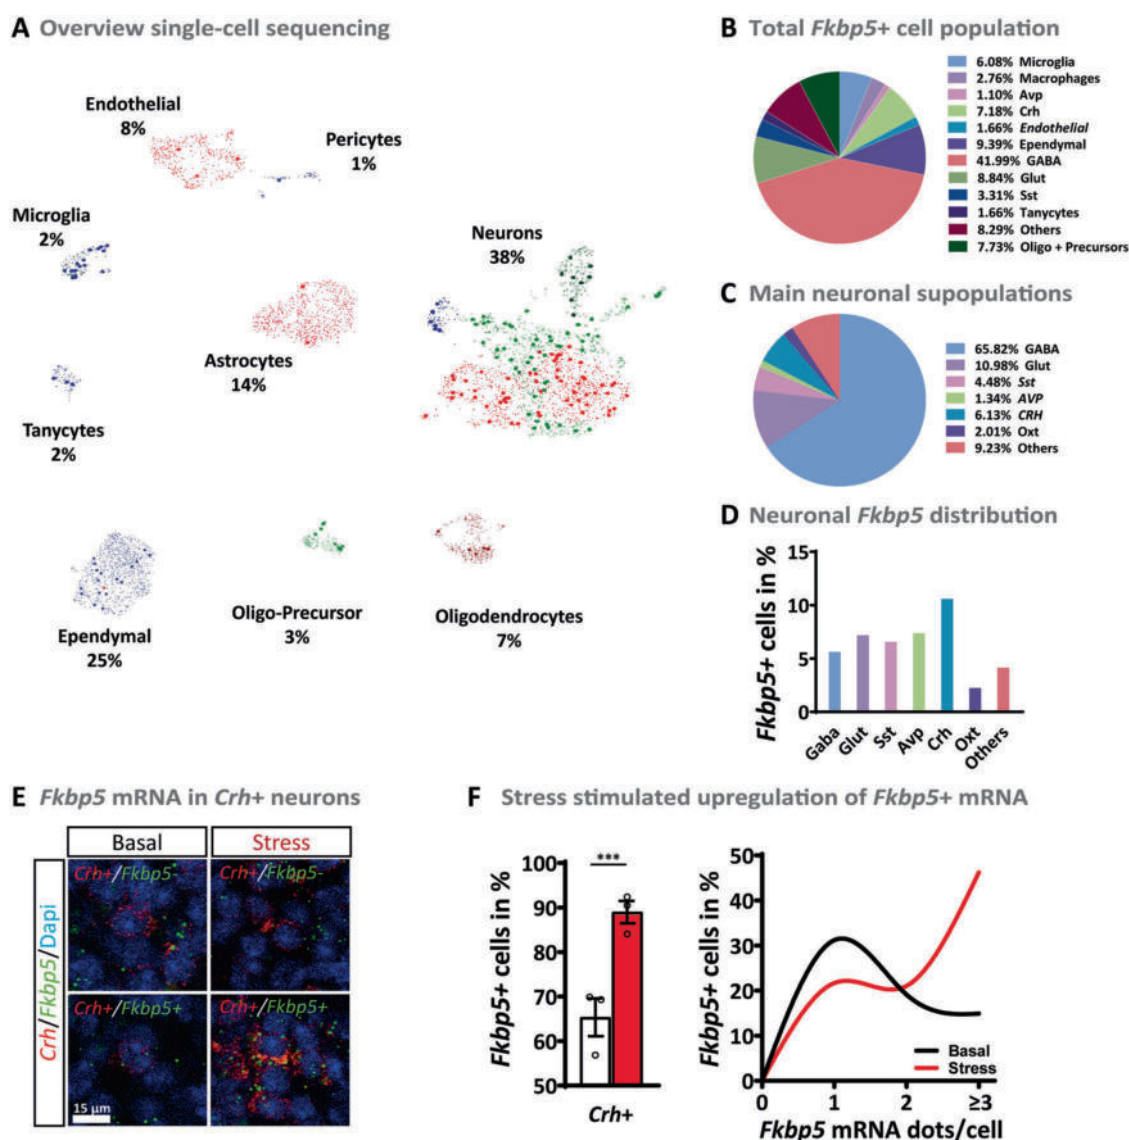 A Overview single-cell sequencing
Endothelial
8%
Pericytes
1%
Microglia
2%
Neurons
38%
Astrocytes
14%
Tanycytes
2%
Ependymal
25%
Oligo-Precursor
3%
Oligodendrocytes
7%
B Total Fkbp5+ cell population
6.08% Microglia
2.76% Macrophages
1.10% Avp
7.18% Crh
1.66% Endothelial
9.39% Ependymal
41.99% GABA
8.84% Glut
3.31% Sst
1.66% Tanycytes
8.29% Others
7.73% Oligo + Precursors
C Main neuronal supopulations
65.82% GABA
10.98% Glut
4.48% Sst
1.34% AVP
6.13% CRH
2.01% Oxt
9.23% Others
D Neuronal Fkbp5 distribution
Fkbp5+ cells in %
15
10
5
0
Gaba
Glut
Sst
Avp
Crh
Oxt
Others
E Fkbp5 mRNA in Crh+ neurons
Basal
Stress
Crh/Fkbp5/Dapi
Crh+/Fkbp5-
Crh+/Fkbp5-
Crh+/Fkbp5+
Crh+/Fkbp5+
15 µm
F Stress stimulated upregulation of Fkbp5+ mRNA
Fkbp5+ cells in %
100
90
80
70
60
50
***
Crh+
Fkbp5+ cells in %
50
40
30
20
10
0
Basal
Stress
0 1 2 ≥3
Fkbp5 mRNA dots/cell